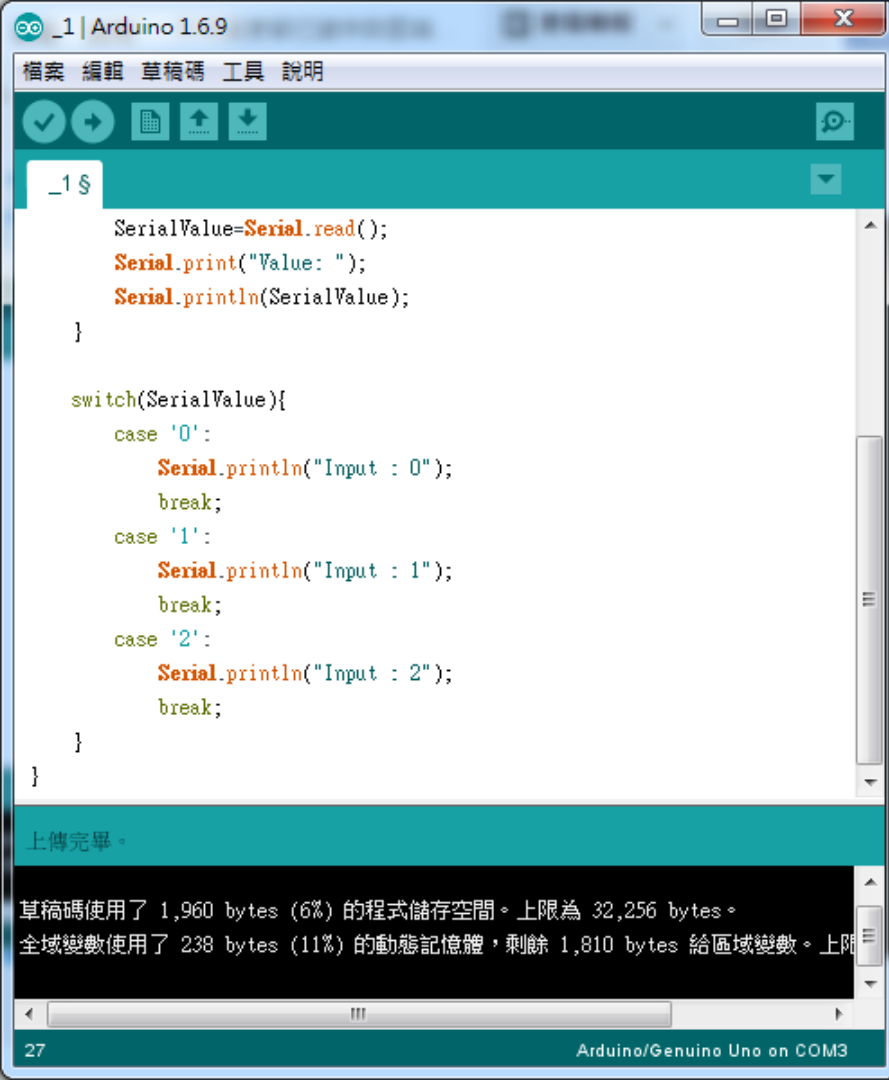 _1 | Arduino 1.6.9
檔案 編輯 草稿碼 工具 說明
_1 §
SerialValue=Serial.read();
Serial.print("Value: ");
Serial.println(SerialValue);
}
switch(SerialValue){
case '0':
Serial.println("Input : 0");
break;
case '1':
Serial.println("Input : 1");
break;
case '2':
Serial.println("Input : 2");
break;
}
}
上傳完畢。
草稿碼使用了 1,960 bytes (6%) 的程式儲存空間。上限為 32,256 bytes。
全域變數使用了 238 bytes (11%) 的動態記憶體，剩餘 1,810 bytes 給區域變數。上限
27
Arduino/Genuino Uno on COM3